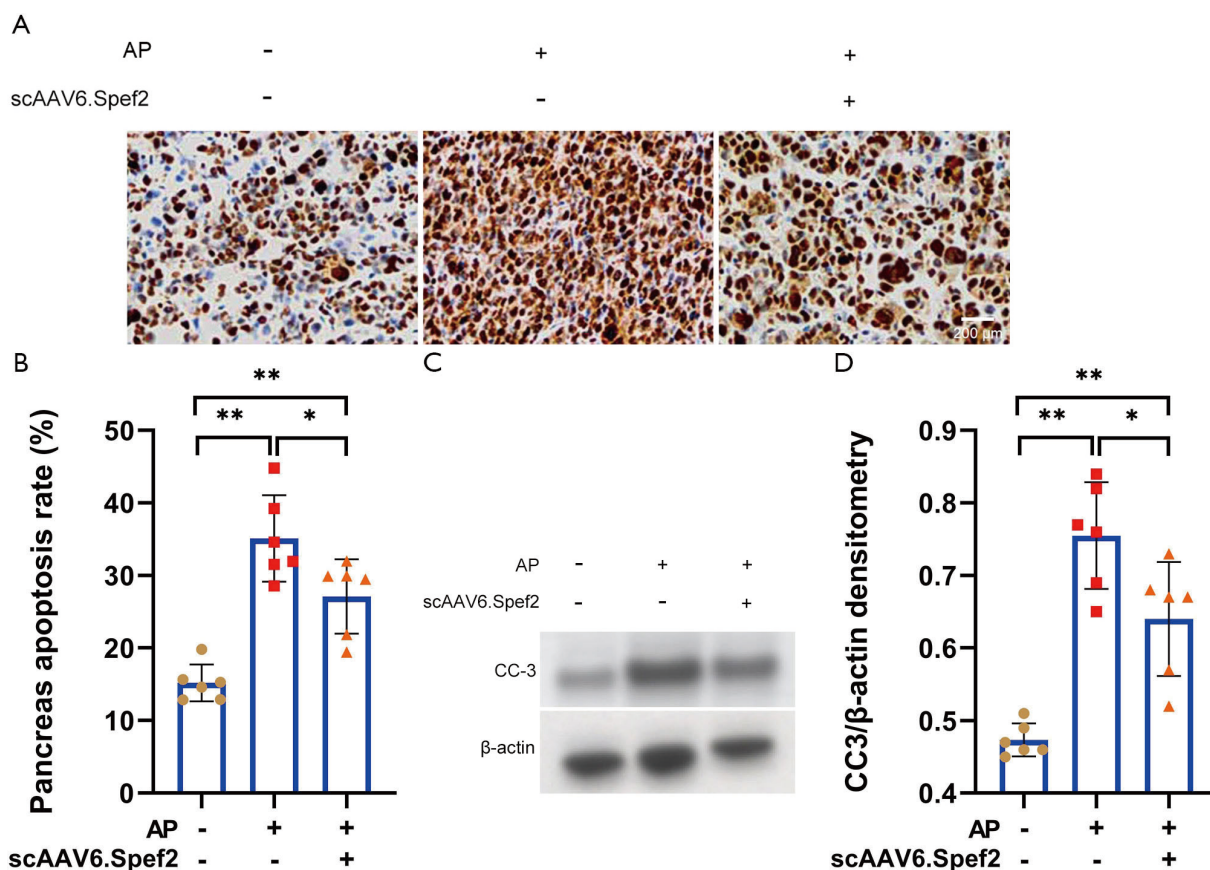 A
AP - + +
scAAV6.Spef2 - - +
200 μm
B
** 
** *
Pancreas apoptosis rate (%)
50
40
30
20
10
0
AP - + +
scAAV6.Spef2 - - +
C
AP - + +
scAAV6.Spef2 - - +
CC-3
β-actin
D
**
** *
CC3/β-actin densitometry
0.9
0.8
0.7
0.6
0.5
0.4
AP - + +
scAAV6.Spef2 - - +